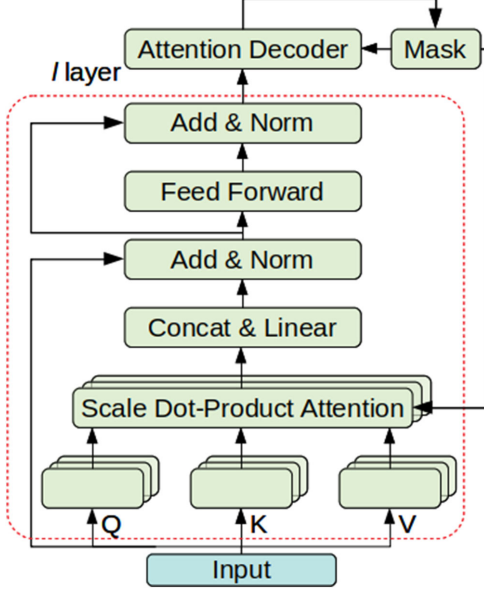 Attention Decoder
Mask
l layer
Add & Norm
Feed Forward
Add & Norm
Concat & Linear
Scale Dot-Product Attention
Q
K
V
Input